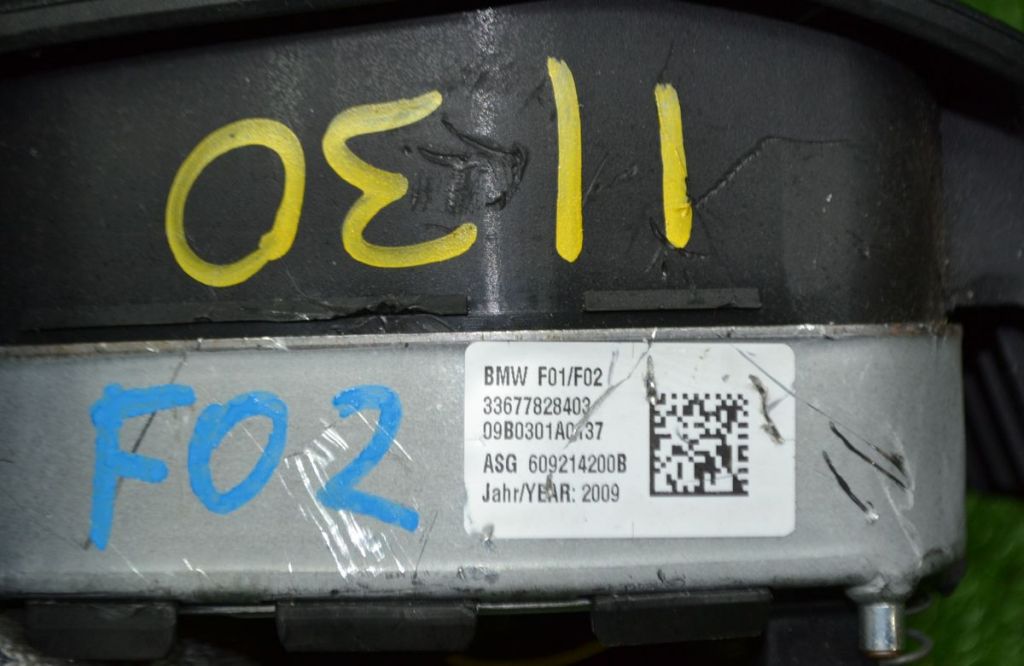 1130
F02
BMW F01/F02
33677828403
09B0301A0137
ASG 609214200B
Jahr/YEAR: 2009